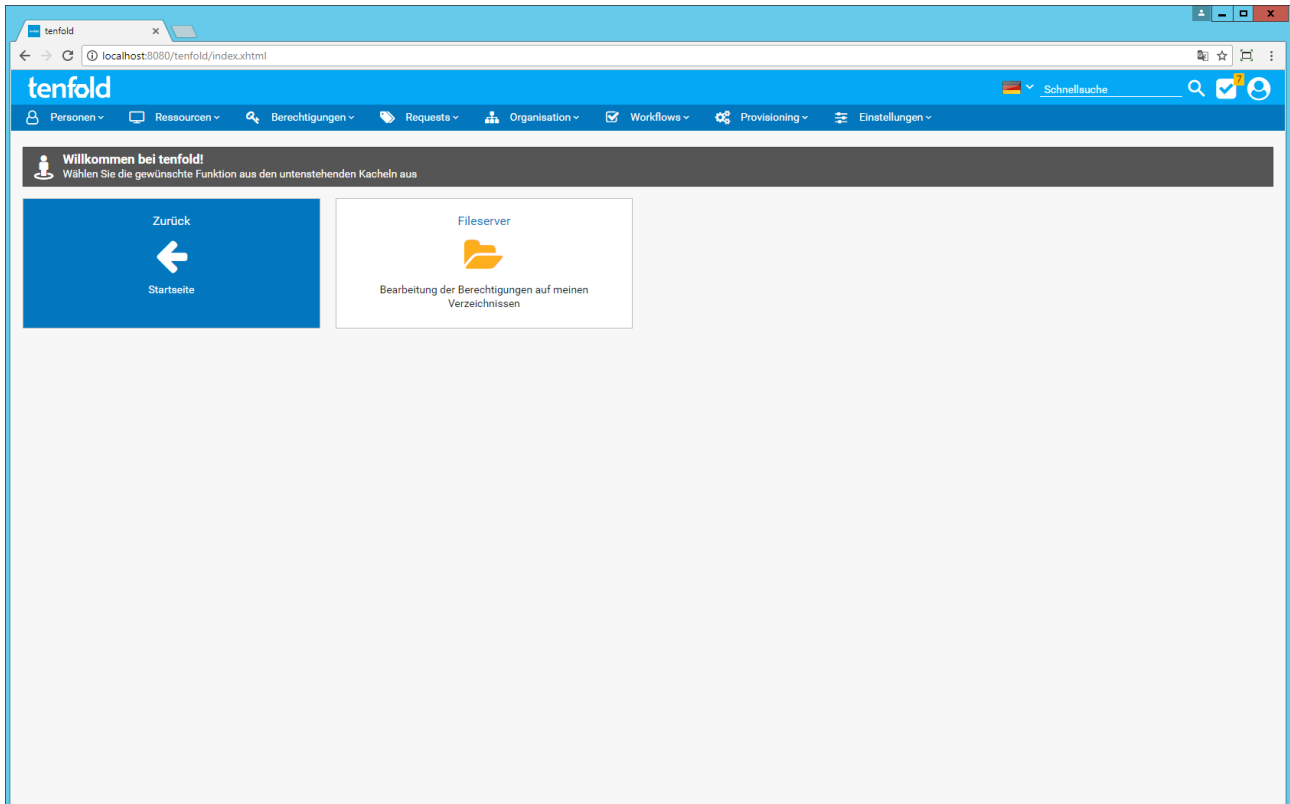 tenfold
localhost:8080/tenfold/index.xhtml
tenfold
Schnellsuche
7
Personen
Ressourcen
Berechtigungen
Requests
Organisation
Workflows
Provisioning
Einstellungen
Willkommen bei tenfold!
Wählen Sie die gewünschte Funktion aus den untenstehenden Kacheln aus
Zurück
Startseite
Fileserver
Bearbeitung der Berechtigungen auf meinen
Verzeichnissen